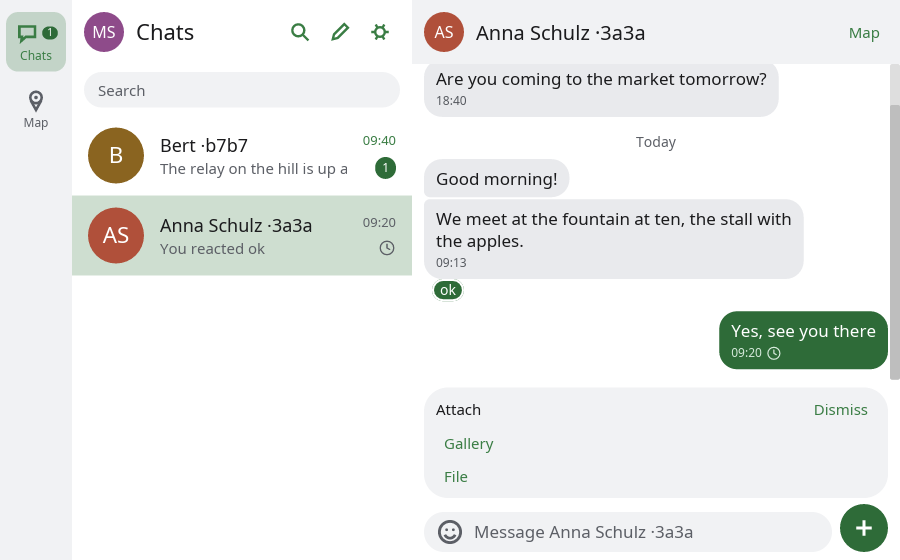 1
Chats
Map
MS
Chats
Search
B
Bert ·b7b7
09:40
The relay on the hill is up a
1
AS
Anna Schulz ·3a3a
09:20
You reacted ok
AS
Anna Schulz ·3a3a
Map
Are you coming to the market tomorrow?
18:40
Today
Good morning!
We meet at the fountain at ten, the stall with
the apples.
09:13
ok
Yes, see you there
09:20
Attach
Dismiss
Gallery
File
Message Anna Schulz ·3a3a